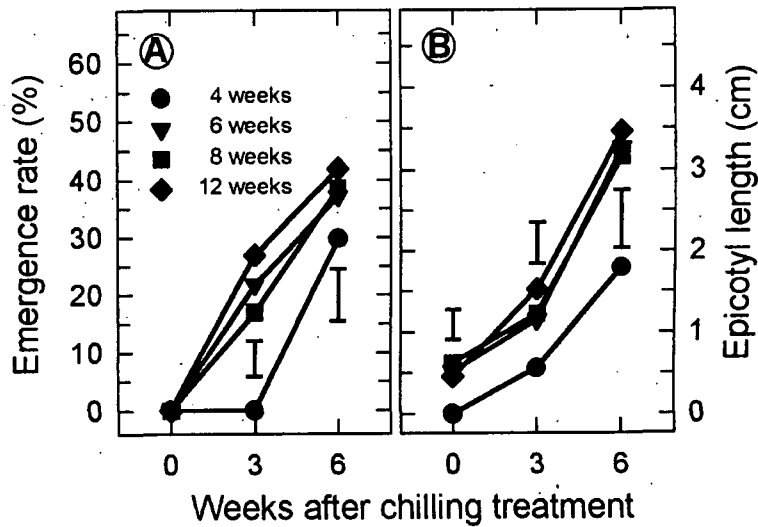 A
B
Emergence rate (%)
60
50
40
30
20
10
0
4 weeks
6 weeks
8 weeks
12 weeks
4
3
2
1
0
Epicotyl length (cm)
0 3 6 0 3 6
Weeks after chilling treatment